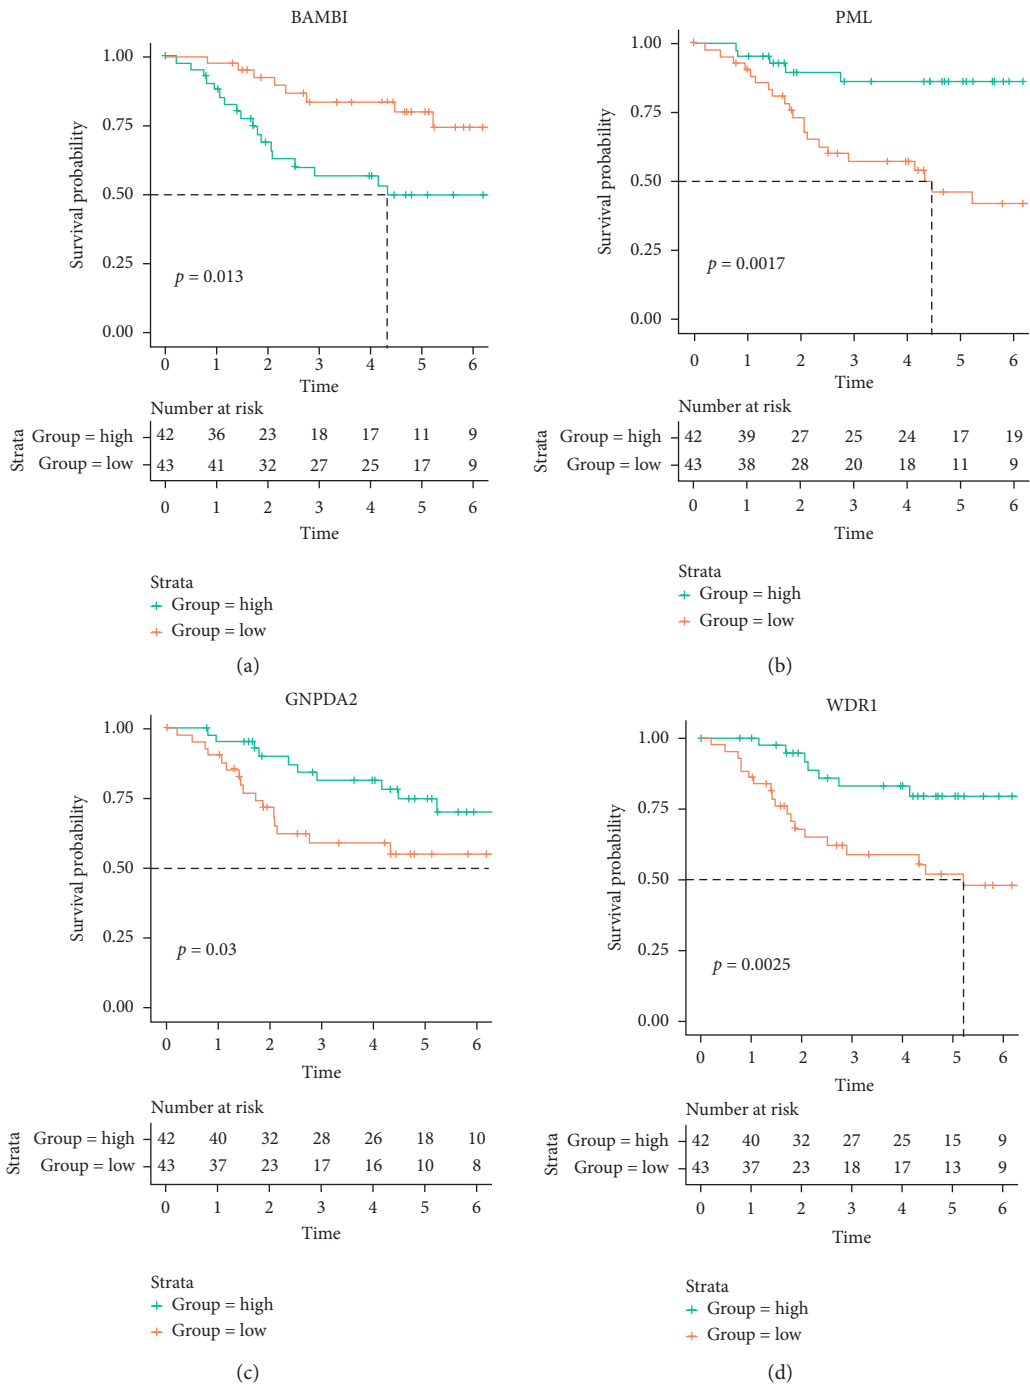 BAMBI
1.00
0.75
0.50
0.25
0.00
Survival probability
p = 0.013
0 1 2 3 4 5 6
Time
Number at risk
Strata
Group = high 42 36 23 18 17 11 9
Group = low 43 41 32 27 25 17 9
0 1 2 3 4 5 6
Time
Strata
Group = high
Group = low
(a)
PML
1.00
0.75
0.50
0.25
0.00
Survival probability
p = 0.0017
0 1 2 3 4 5 6
Time
Number at risk
Strata
Group = high 42 39 27 25 24 17 19
Group = low 43 38 28 20 18 11 9
0 1 2 3 4 5 6
Time
Strata
Group = high
Group = low
(b)
GNPDA2
1.00
0.75
0.50
0.25
0.00
Survival probability
p = 0.03
0 1 2 3 4 5 6
Time
Number at risk
Strata
Group = high 42 40 32 28 26 18 10
Group = low 43 37 23 17 16 10 8
0 1 2 3 4 5 6
Time
Strata
Group = high
Group = low
(c)
WDR1
1.00
0.75
0.50
0.25
0.00
Survival probability
p = 0.0025
0 1 2 3 4 5 6
Time
Number at risk
Strata
Group = high 42 40 32 27 25 15 9
Group = low 43 37 23 18 17 13 9
0 1 2 3 4 5 6
Time
Strata
Group = high
Group = low
(d)